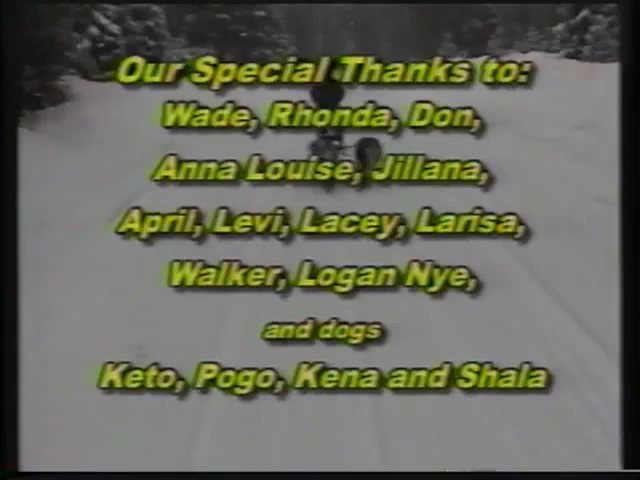 Our Special Thanks to:
Wade, Rhonda, Don,
Anna Louise, Jillana,
April, Levi, Lacey, Larisa,
Walker, Logan Nye,
and dogs
Keto, Pogo, Kena and Shala